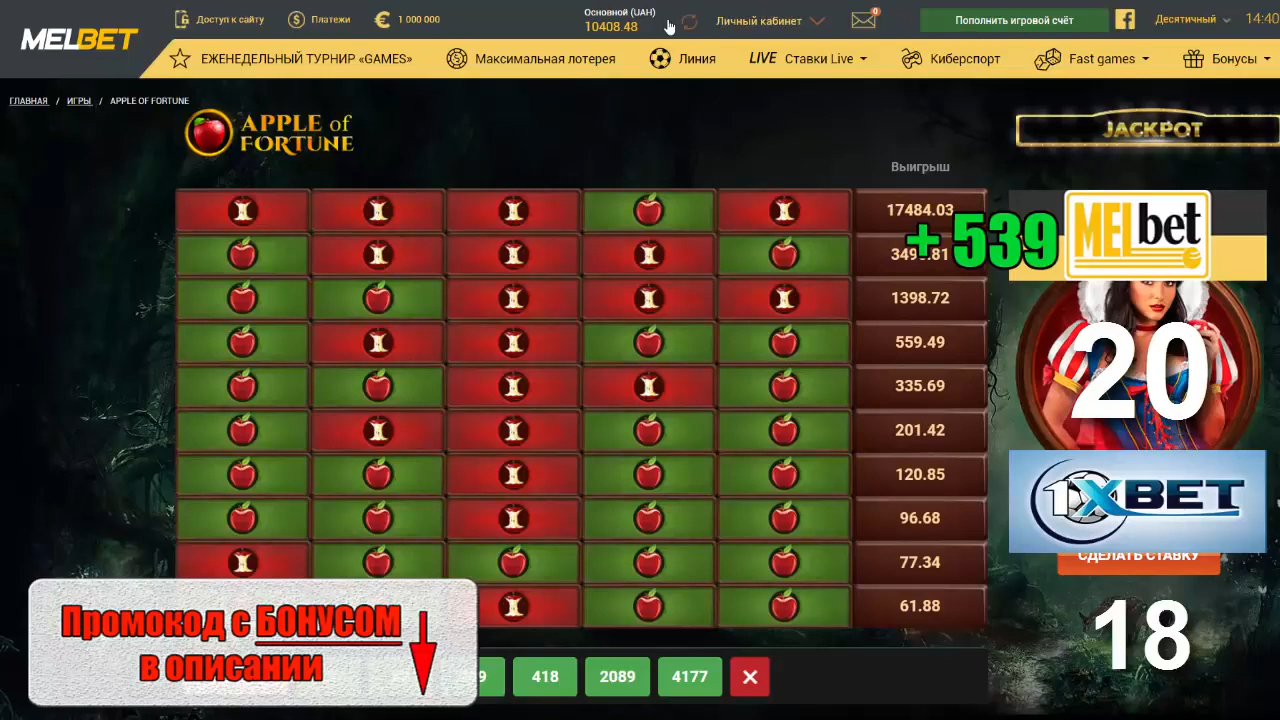 MELBET
Доступ к сайту
Платежи
1 000 000
Основной (UAH)
10408.48
Личный кабинет
0
Пополнить игровой счёт
Десятичный
14:40
ЕЖЕНЕДЕЛЬНЫЙ ТУРНИР «GAMES»
Максимальная лотерея
Линия
LIVE Ставки Live
Киберспорт
Fast games
Бонусы
ГЛАВНАЯ / ИГРЫ / APPLE OF FORTUNE
APPLE of
FORTUNE
JACKPOT
Выигрыш
17484.03
+ 539
MELbet
1398.72
559.49
20
335.69
201.42
120.85
1XBET
96.68
77.34
СДЕЛАТЬ СТАВКУ
61.88
18
Промокод с БОНУСОМ
в описании
9
418
2089
4177